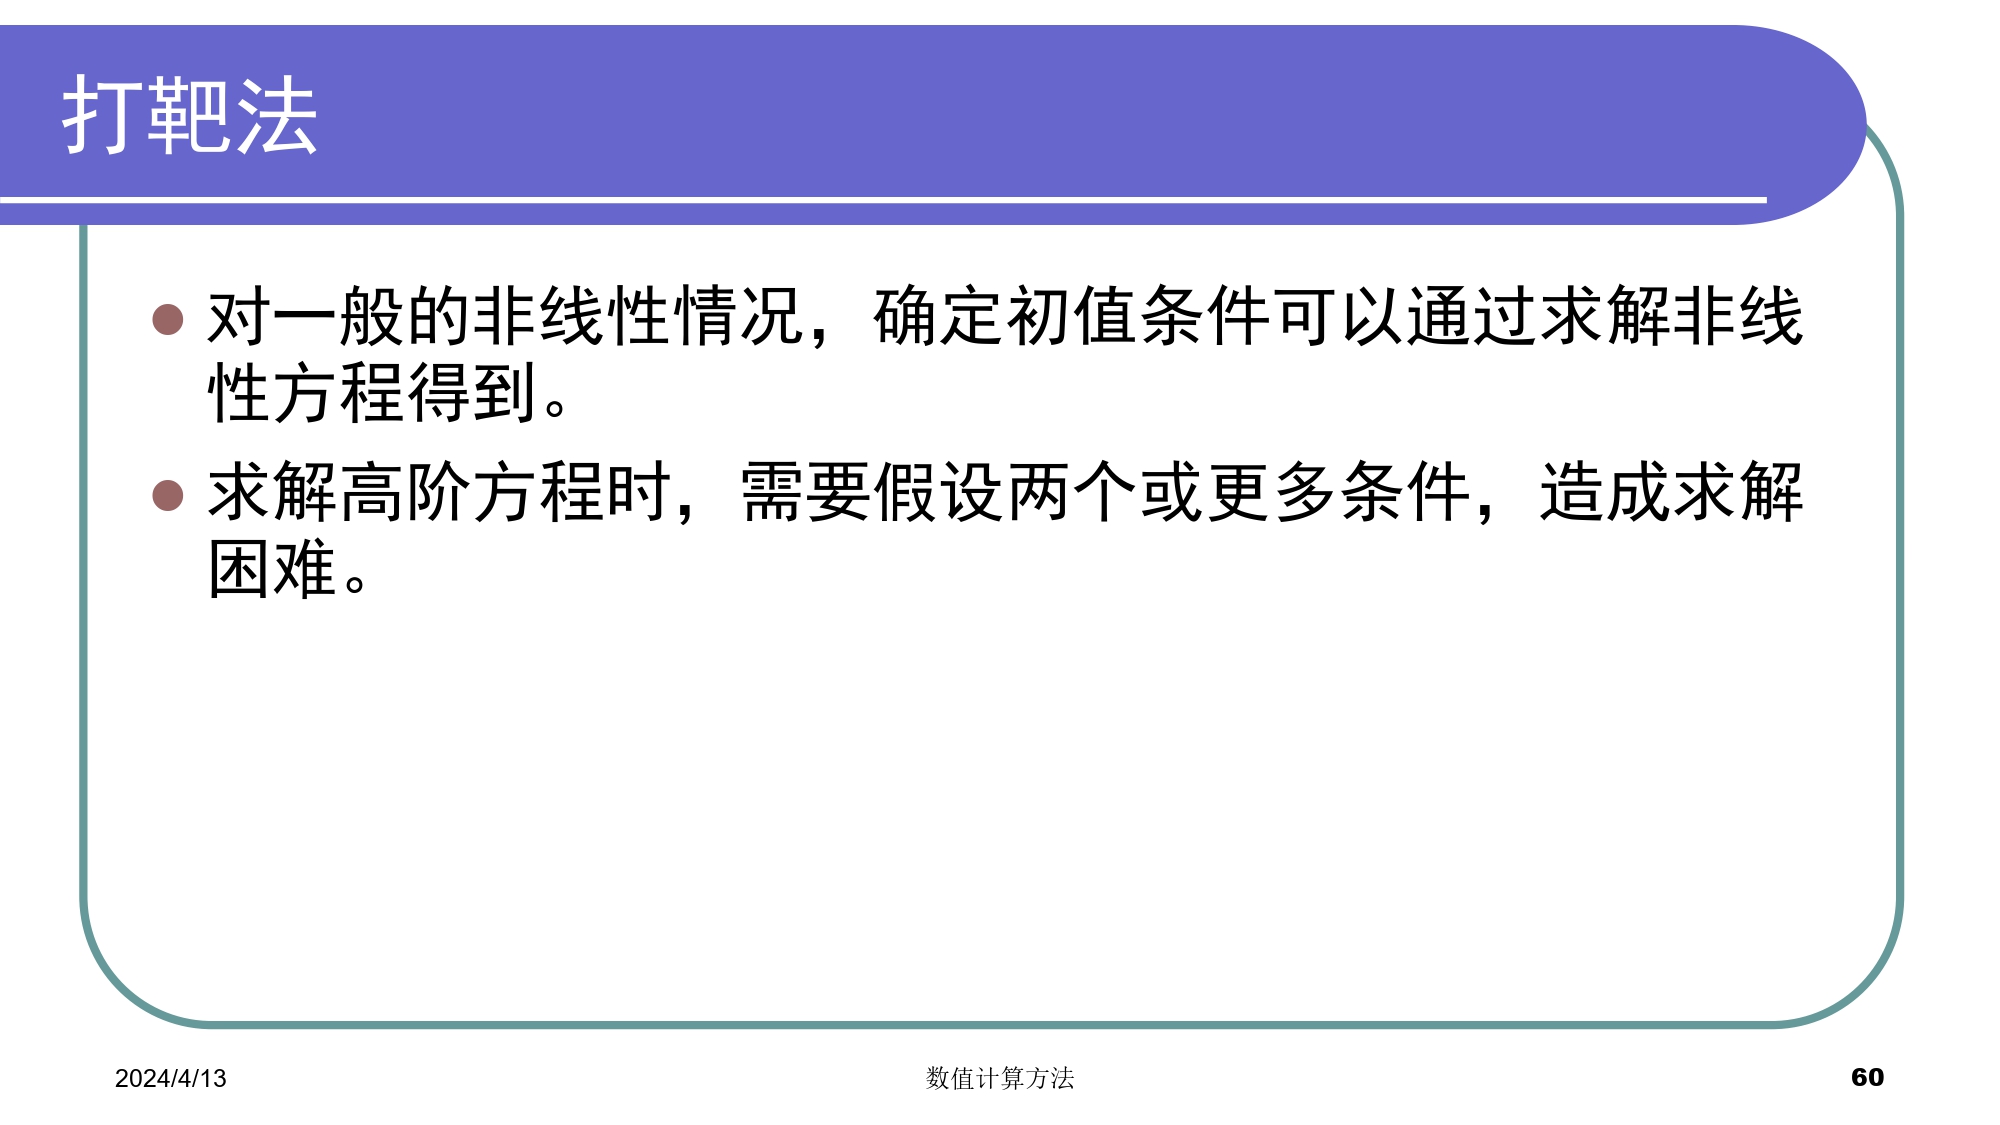 打靶法
对一般的非线性情况，确定初值条件可以通过求解非线
性方程得到。
求解高阶方程时，需要假设两个或更多条件，造成求解
困难。
2024/4/13
数值计算方法
60